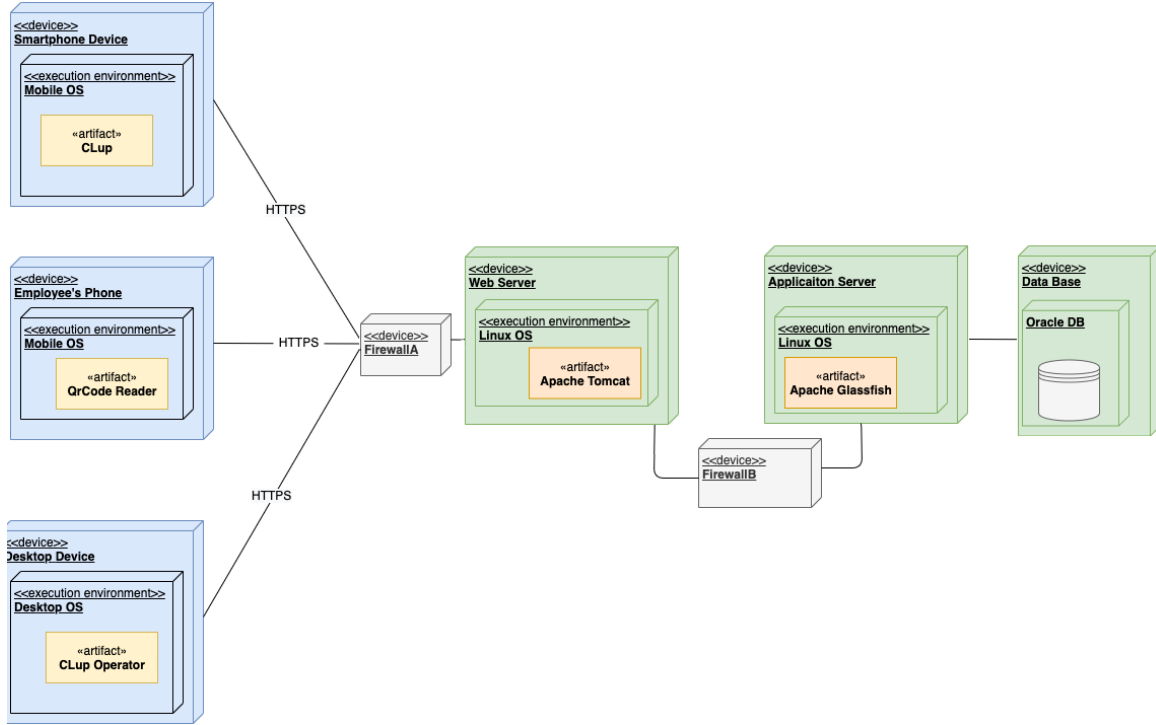 <<device>>
Smartphone Device
<<execution environment>>
Mobile OS
«artifact»
CLup
HTTPS
<<device>>
Employee's Phone
<<execution environment>>
Mobile OS
«artifact»
QrCode Reader
HTTPS
<<device>>
Desktop Device
<<execution environment>>
Desktop OS
«artifact»
CLup Operator
HTTPS
<<device>>
FirewallA
<<device>>
Web Server
<<execution environment>>
Linux OS
«artifact»
Apache Tomcat
<<device>>
FirewallB
<<device>>
Applicaiton Server
<<execution environment>>
Linux OS
«artifact»
Apache Glassfish
<<device>>
Data Base
Oracle DB